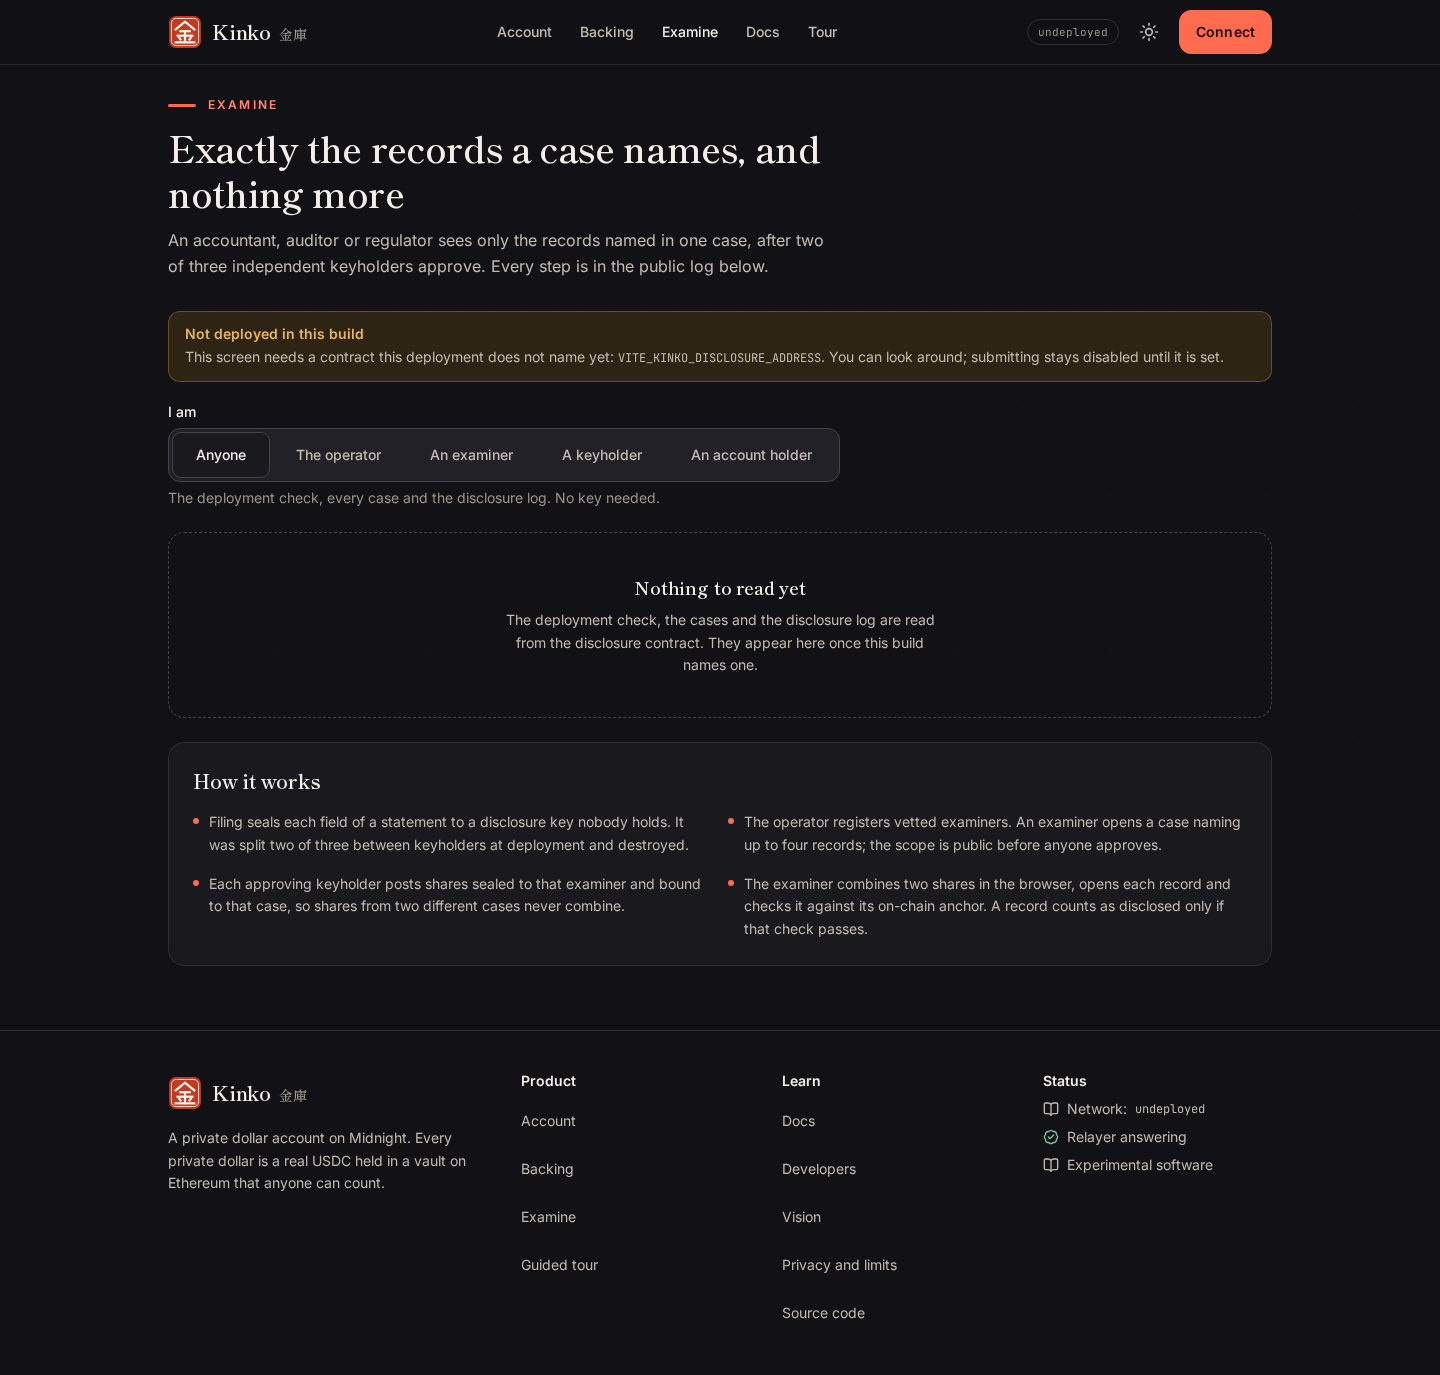 金 Kinko 金庫
Account Backing Examine Docs Tour
undeployed
Connect
EXAMINE
Exactly the records a case names, and
nothing more
An accountant, auditor or regulator sees only the records named in one case, after two
of three independent keyholders approve. Every step is in the public log below.
Not deployed in this build
This screen needs a contract this deployment does not name yet: VITE_KINKO_DISCLOSURE_ADDRESS. You can look around; submitting stays disabled until it is set.
I am
Anyone The operator An examiner A keyholder An account holder
The deployment check, every case and the disclosure log. No key needed.
Nothing to read yet
The deployment check, the cases and the disclosure log are read
from the disclosure contract. They appear here once this build
names one.
How it works
Filing seals each field of a statement to a disclosure key nobody holds. It
was split two of three between keyholders at deployment and destroyed.
The operator registers vetted examiners. An examiner opens a case naming
up to four records; the scope is public before anyone approves.
Each approving keyholder posts shares sealed to that examiner and bound
to that case, so shares from two different cases never combine.
The examiner combines two shares in the browser, opens each record and
checks it against its on-chain anchor. A record counts as disclosed only if
that check passes.
金 Kinko 金庫
A private dollar account on Midnight. Every
private dollar is a real USDC held in a vault on
Ethereum that anyone can count.
Product
Account
Backing
Examine
Guided tour
Learn
Docs
Developers
Vision
Privacy and limits
Source code
Status
Network: undeployed
Relayer answering
Experimental software